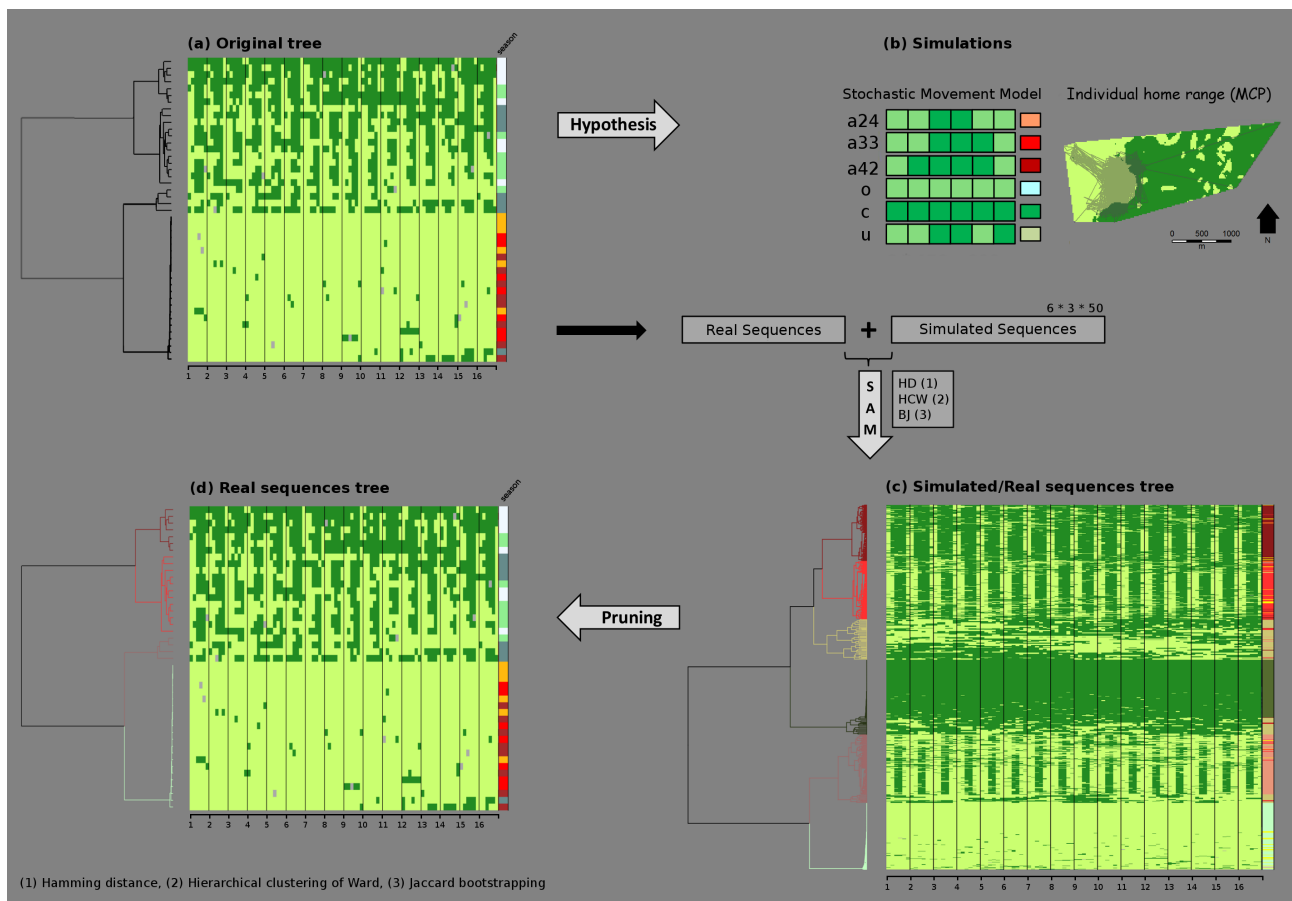 (a) Original tree
season
1 2 3 4 5 6 7 8 9 10 11 12 13 14 15 16
Hypothesis
(b) Simulations
Stochastic Movement Model
a24
a33
a42
o
c
u
Individual home range (MCP)
0 500 1000
m
N
6 * 3 * 50
Real Sequences + Simulated Sequences
S
A
M
HD (1)
HCW (2)
BJ (3)
(c) Simulated/Real sequences tree
1 2 3 4 5 6 7 8 9 10 11 12 13 14 15 16
Pruning
(d) Real sequences tree
season
1 2 3 4 5 6 7 8 9 10 11 12 13 14 15 16
(1) Hamming distance, (2) Hierarchical clustering of Ward, (3) Jaccard bootstrapping